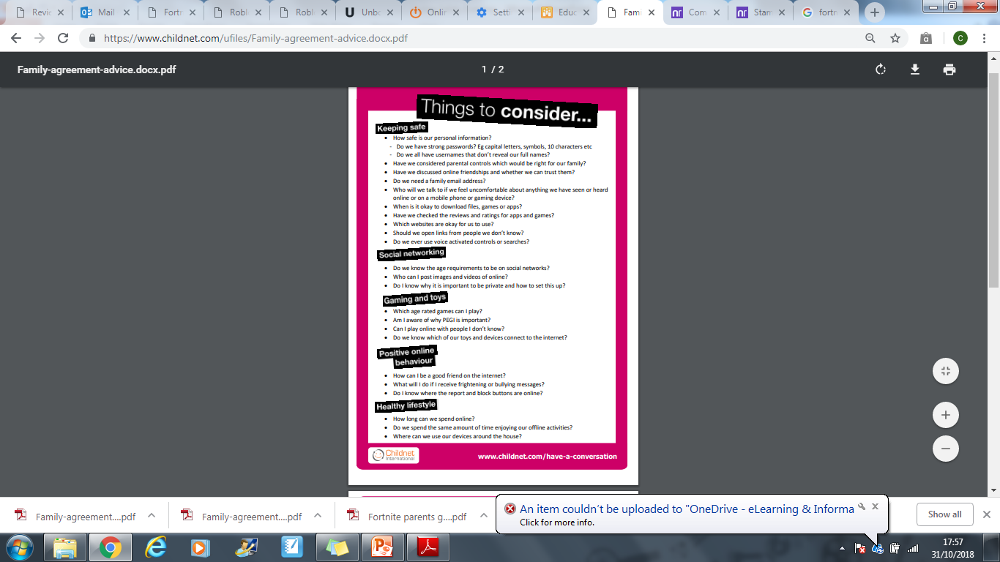 Revie
Mail
Fortr
Robl
Robl
Unbo
Onlin
Setti
Educ
Fami
Com
Stam
fortn
https://www.childnet.com/ufiles/Family-agreement-advice.docx.pdf
C
Family-agreement-advice.docx.pdf
1 / 2
Things to consider...
Keeping safe
• How safe is our personal information?
- Do we have strong passwords? Eg capital letters, symbols, 10 characters etc
- Do we all have usernames that don't reveal our full names?
• Have we considered parental controls which would be right for our family?
• Have we discussed online friendships and whether we can trust them?
• Do we need a family email address?
• Who will we talk to if we feel uncomfortable about anything we have seen or heard
online or on a mobile phone or gaming device?
• When is it okay to download files, games or apps?
• Have we checked the reviews and ratings for apps and games?
• Which websites are okay for us to use?
• Should we open links from people we don't know?
• Do we ever use voice activated controls or searches?
Social networking
• Do we know the age requirements to be on social networks?
• Who can I post images and videos of online?
• Do I know why it is important to be private and how to set this up?
Gaming and toys
• Which age rated games can I play?
• Am I aware of why PEGI is important?
• Can I play online with people I don't know?
• Do we know which of our toys and devices connect to the internet?
Positive online
behaviour
• How can I be a good friend on the internet?
• What will I do if I receive frightening or bullying messages?
• Do I know where the report and block buttons are online?
Healthy lifestyle
• How long can we spend online?
• Do we spend the same amount of time enjoying our offline activities?
• Where can we use our devices around the house?
Childnet
International
www.childnet.com/have-a-conversation
Family-agreement....pdf
Family-agreement....pdf
Fortnite parents g....pdf
An item couldn´t be uploaded to "OneDrive - eLearning & Informa
Click for more info.
Show all
17:57
31/10/2018